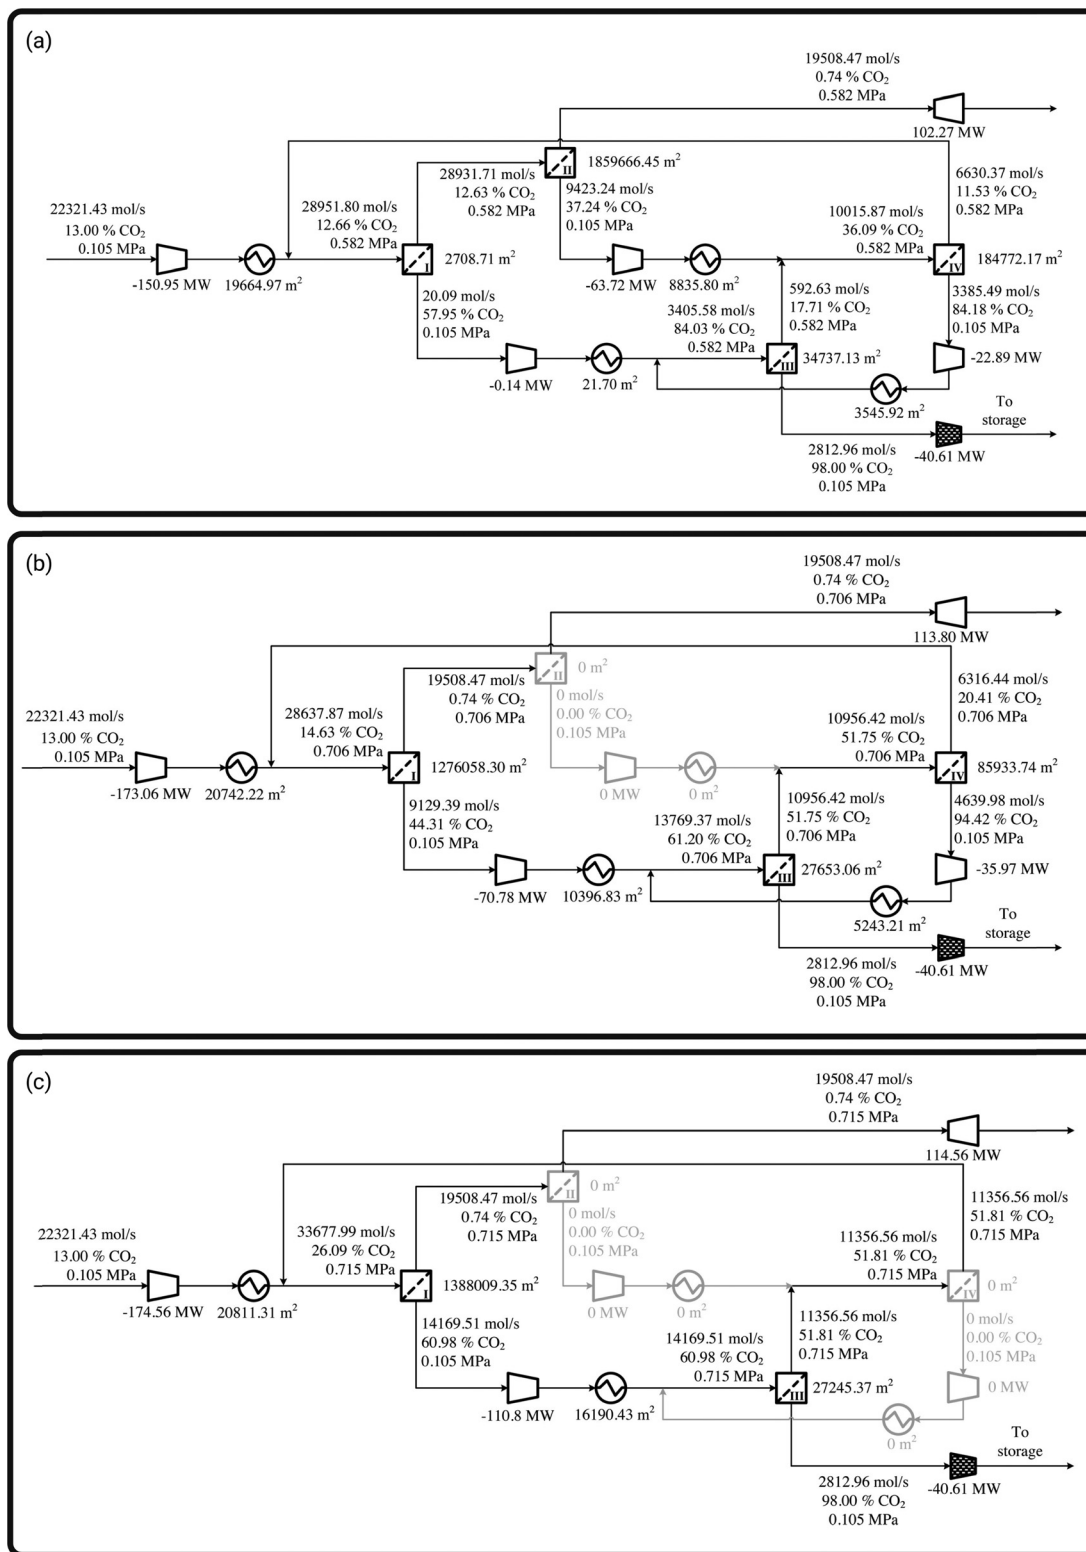 (a)
19508.47 mol/s
0.74 % CO₂
0.582 MPa
102.27 MW
II
1859666.45 m²
28931.71 mol/s
12.63 % CO₂
0.582 MPa
9423.24 mol/s
37.24 % CO₂
0.105 MPa
6630.37 mol/s
11.53 % CO₂
0.582 MPa
22321.43 mol/s
13.00 % CO₂
0.105 MPa
28951.80 mol/s
12.66 % CO₂
0.582 MPa
10015.87 mol/s
36.09 % CO₂
0.582 MPa
-150.95 MW
19664.97 m²
I
2708.71 m²
-63.72 MW
8835.80 m²
IV
184772.17 m²
20.09 mol/s
57.95 % CO₂
0.105 MPa
3405.58 mol/s
84.03 % CO₂
0.582 MPa
592.63 mol/s
17.71 % CO₂
0.582 MPa
3385.49 mol/s
84.18 % CO₂
0.105 MPa
-0.14 MW
21.70 m²
III
34737.13 m²
-22.89 MW
3545.92 m²
To
storage
2812.96 mol/s
98.00 % CO₂
0.105 MPa
-40.61 MW
(b)
19508.47 mol/s
0.74 % CO₂
0.706 MPa
113.80 MW
II
0 m²
19508.47 mol/s
0.74 % CO₂
0.706 MPa
0 mol/s
0.00 % CO₂
0.105 MPa
6316.44 mol/s
20.41 % CO₂
0.706 MPa
22321.43 mol/s
13.00 % CO₂
0.105 MPa
28637.87 mol/s
14.63 % CO₂
0.706 MPa
10956.42 mol/s
51.75 % CO₂
0.706 MPa
-173.06 MW
20742.22 m²
I
1276058.30 m²
0 MW
0 m²
IV
85933.74 m²
9129.39 mol/s
44.31 % CO₂
0.105 MPa
13769.37 mol/s
61.20 % CO₂
0.706 MPa
10956.42 mol/s
51.75 % CO₂
0.706 MPa
4639.98 mol/s
94.42 % CO₂
0.105 MPa
-70.78 MW
10396.83 m²
III
27653.06 m²
-35.97 MW
5243.21 m²
To
storage
2812.96 mol/s
98.00 % CO₂
0.105 MPa
-40.61 MW
(c)
19508.47 mol/s
0.74 % CO₂
0.715 MPa
114.56 MW
II
0 m²
19508.47 mol/s
0.74 % CO₂
0.715 MPa
0 mol/s
0.00 % CO₂
0.105 MPa
11356.56 mol/s
51.81 % CO₂
0.715 MPa
22321.43 mol/s
13.00 % CO₂
0.105 MPa
33677.99 mol/s
26.09 % CO₂
0.715 MPa
11356.56 mol/s
51.81 % CO₂
0.715 MPa
-174.56 MW
20811.31 m²
I
1388009.35 m²
0 MW
0 m²
IV
0 m²
14169.51 mol/s
60.98 % CO₂
0.105 MPa
14169.51 mol/s
60.98 % CO₂
0.715 MPa
11356.56 mol/s
51.81 % CO₂
0.715 MPa
0 mol/s
0.00 % CO₂
0.105 MPa
-110.8 MW
16190.43 m²
III
27245.37 m²
0 MW
0 m²
To
storage
2812.96 mol/s
98.00 % CO₂
0.105 MPa
-40.61 MW